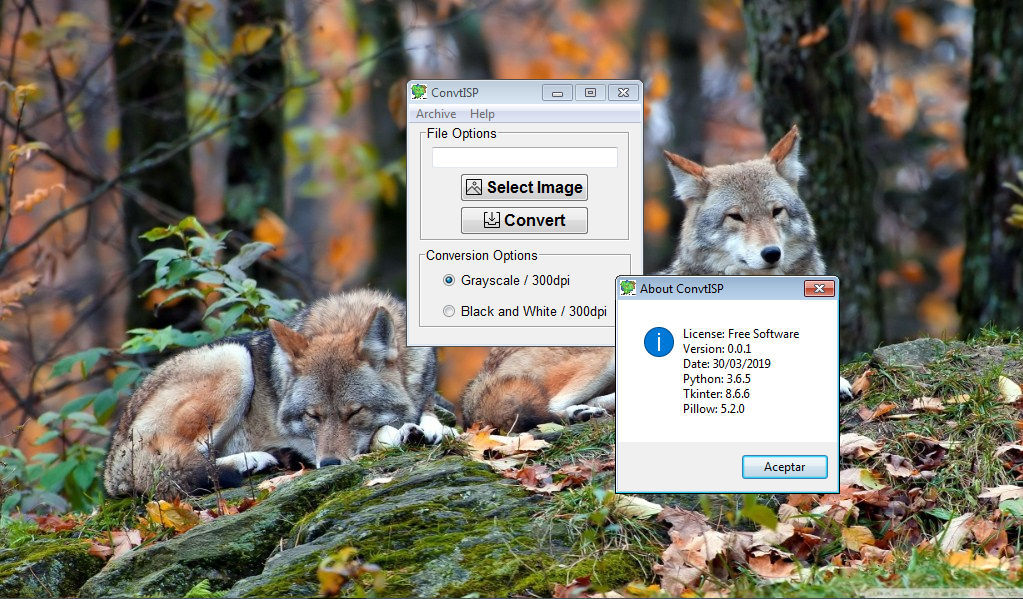 ConvtISP
Archive Help
File Options
Select Image
Convert
Conversion Options
Grayscale / 300dpi
Black and White / 300dpi
About ConvtISP
License: Free Software
Version: 0.0.1
Date: 30/03/2019
Python: 3.6.5
Tkinter: 8.6.6
Pillow: 5.2.0
Aceptar